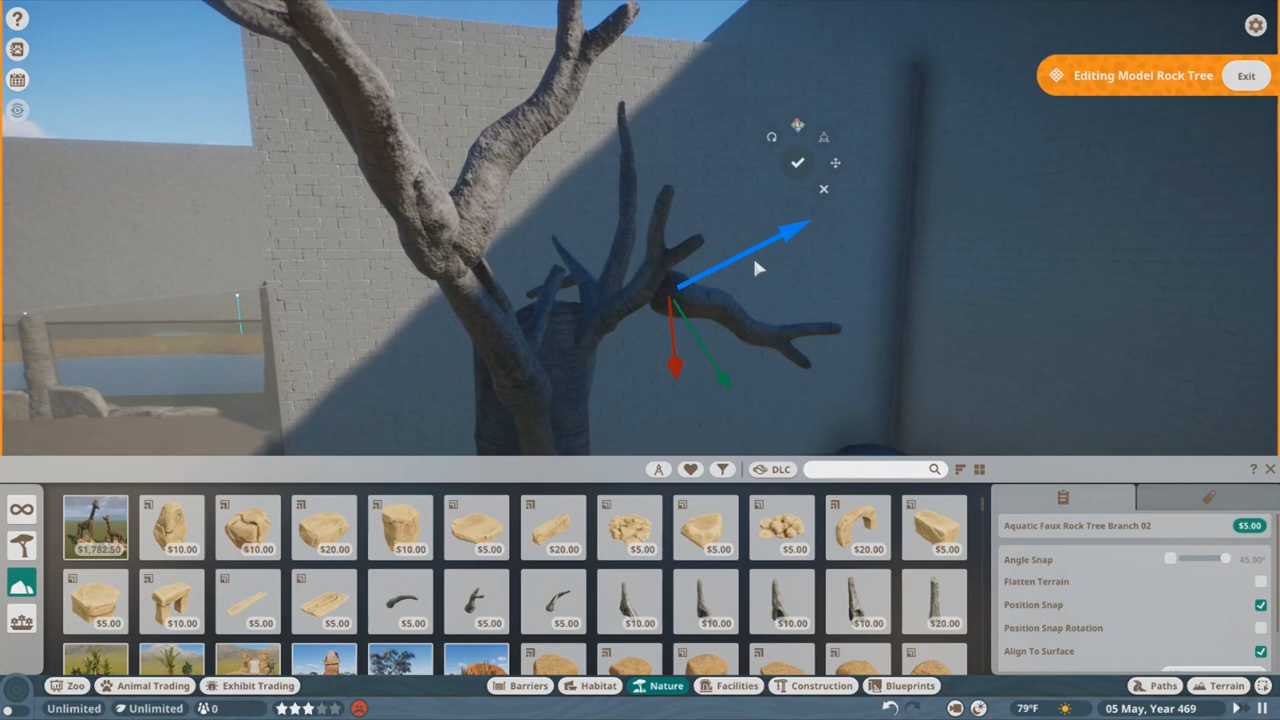 ?
Editing Model Rock Tree
Exit
DLC
?
$1,782.50
$10.00
$10.00
$20.00
$10.00
$5.00
$20.00
$5.00
$5.00
$5.00
$20.00
$5.00
Aquatic Faux Rock Tree Branch 02
$5.00
Angle Snap
45.00°
Flatten Terrain
$5.00
$10.00
$5.00
$5.00
$5.00
$5.00
$5.00
$10.00
$10.00
$10.00
$10.00
$20.00
Position Snap
Position Snap Rotation
Align To Surface
Zoo
Animal Trading
Exhibit Trading
Barriers
Habitat
Nature
Facilities
Construction
Blueprints
Paths
Terrain
Unlimited
Unlimited
0
79°F
05 May, Year 469